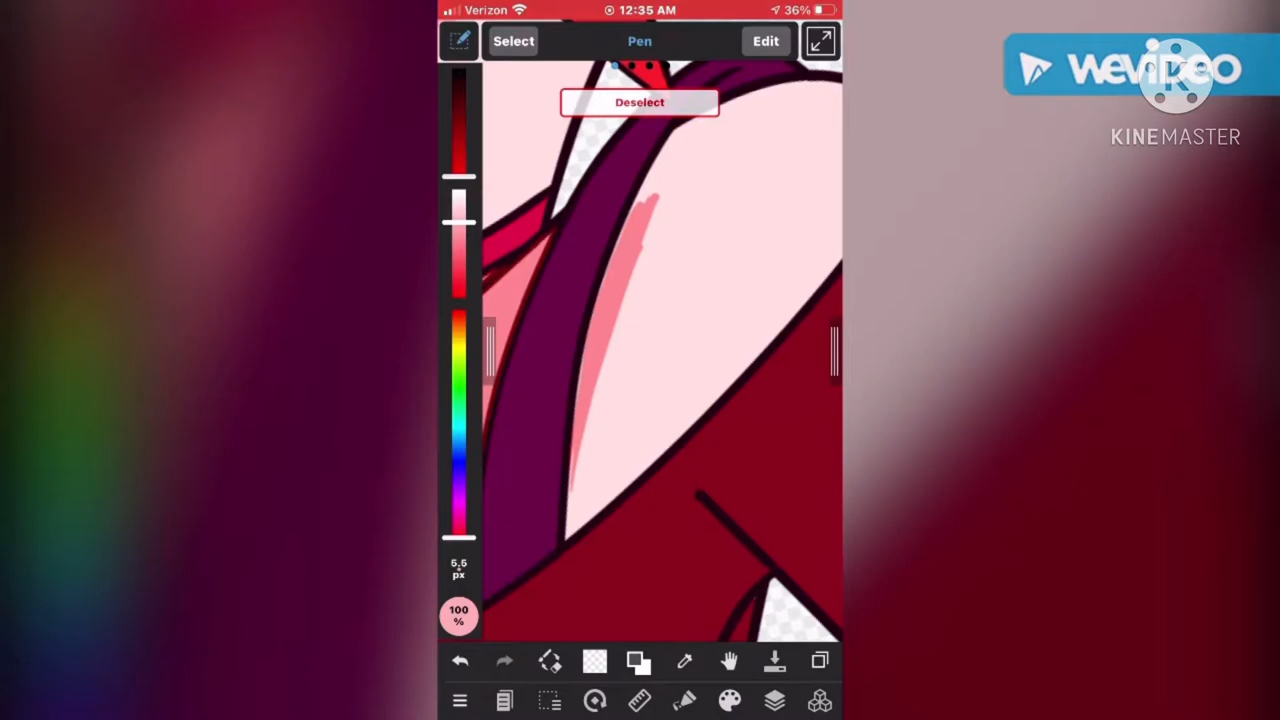 Verizon 12:35 AM 36%
Select Pen Edit
Deselect
wevideo
KINEMASTER
5.5
px
100
%